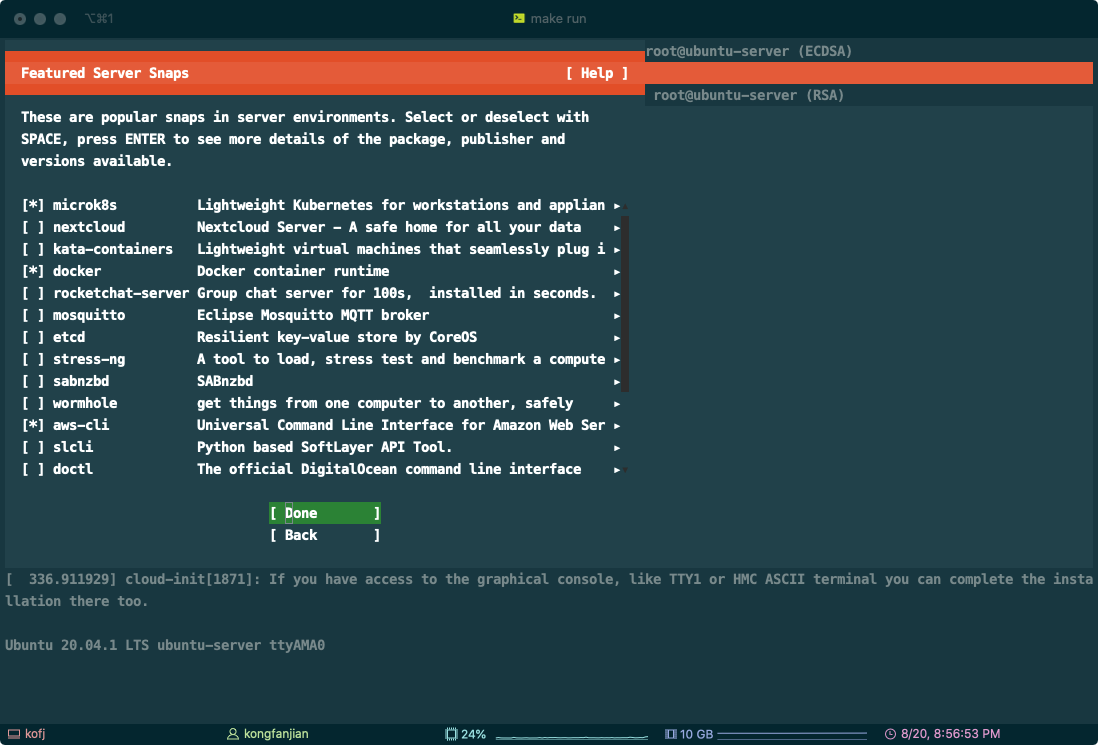 ⌥⌘1
make run
root@ubuntu-server (ECDSA)
Featured Server Snaps [ Help ]
root@ubuntu-server (RSA)
These are popular snaps in server environments. Select or deselect with
SPACE, press ENTER to see more details of the package, publisher and
versions available.
[*] microk8s Lightweight Kubernetes for workstations and applian ▸
[ ] nextcloud Nextcloud Server - A safe home for all your data ▸
[ ] kata-containers Lightweight virtual machines that seamlessly plug i ▸
[*] docker Docker container runtime ▸
[ ] rocketchat-server Group chat server for 100s, installed in seconds. ▸
[ ] mosquitto Eclipse Mosquitto MQTT broker ▸
[ ] etcd Resilient key-value store by CoreOS ▸
[ ] stress-ng A tool to load, stress test and benchmark a compute ▸
[ ] sabnzbd SABnzbd ▸
[ ] wormhole get things from one computer to another, safely ▸
[*] aws-cli Universal Command Line Interface for Amazon Web Ser ▸
[ ] slcli Python based SoftLayer API Tool. ▸
[ ] doctl The official DigitalOcean command line interface ▸
[ Done ]
[ Back ]
[  336.911929] cloud-init[1871]: If you have access to the graphical console, like TTY1 or HMC ASCII terminal you can complete the insta
llation there too.
Ubuntu 20.04.1 LTS ubuntu-server ttyAMA0
kofj kongfanjian 24% 10 GB 8/20, 8:56:53 PM